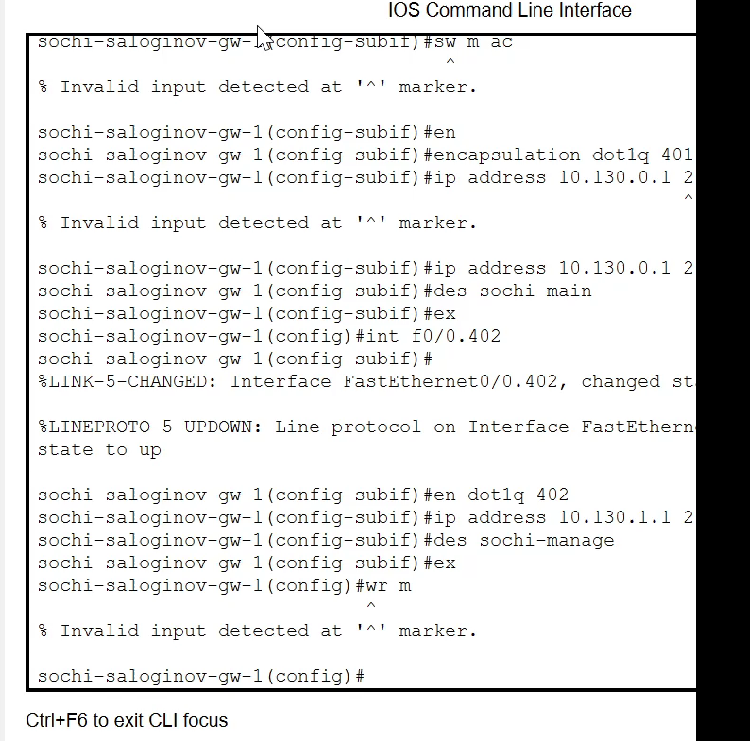 IOS Command Line Interface
sochi-saloginov-gw-1(config-subif)#sw m ac
^
% Invalid input detected at '^' marker.
sochi-saloginov-gw-1(config-subif)#en
sochi-saloginov-gw-1(config-subif)#encapsulation dot1q 401
sochi-saloginov-gw-1(config-subif)#ip address 10.130.0.1 2
^
% Invalid input detected at '^' marker.
sochi-saloginov-gw-1(config-subif)#ip address 10.130.0.1 2
sochi-saloginov-gw-1(config-subif)#des sochi main
sochi-saloginov-gw-1(config-subif)#ex
sochi-saloginov-gw-1(config)#int f0/0.402
sochi-saloginov-gw-1(config-subif)#
%LINK-5-CHANGED: Interface FastEthernet0/0.402, changed st
%LINEPROTO-5-UPDOWN: Line protocol on Interface FastEthern
state to up
sochi-saloginov-gw-1(config-subif)#en dot1q 402
sochi-saloginov-gw-1(config-subif)#ip address 10.130.1.1 2
sochi-saloginov-gw-1(config-subif)#des sochi-manage
sochi-saloginov-gw-1(config-subif)#ex
sochi-saloginov-gw-1(config)#wr m
^
% Invalid input detected at '^' marker.
sochi-saloginov-gw-1(config)#
Ctrl+F6 to exit CLI focus